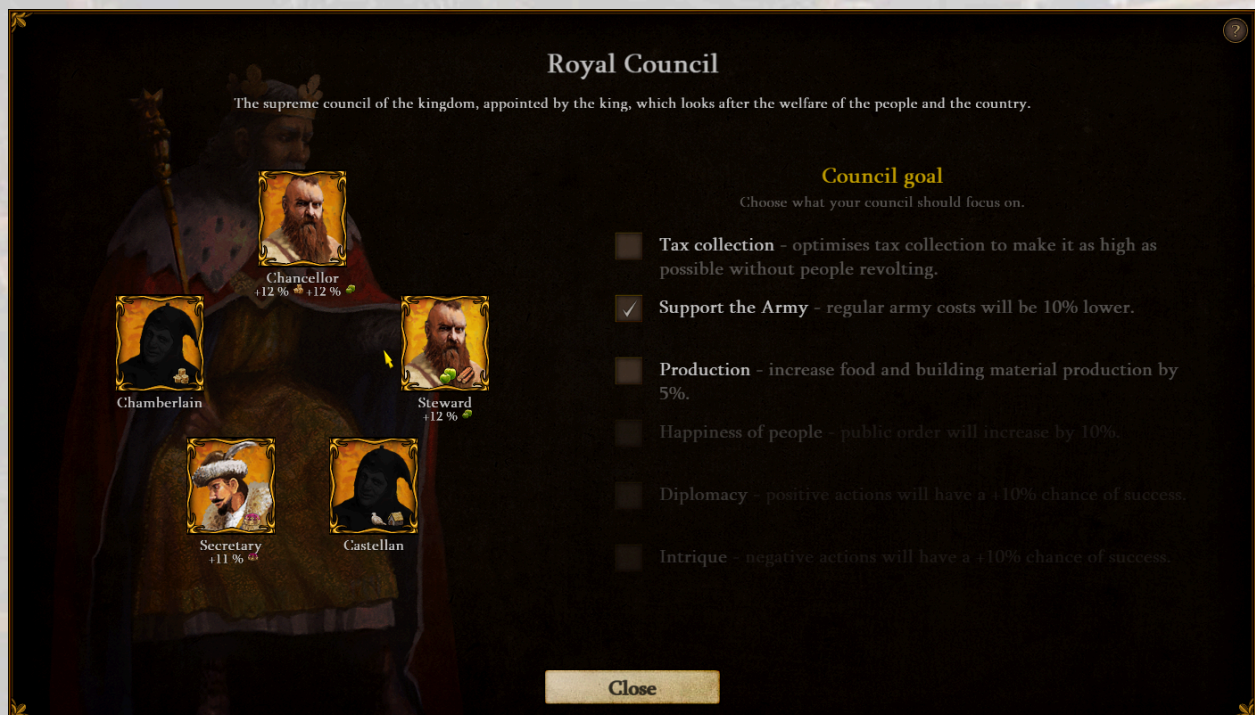 Royal Council
?
The supreme council of the kingdom, appointed by the king, which looks after the welfare of the people and the country.
Chancellor
+12 % +12 %
Chamberlain
Steward
+12 %
Secretary
+11 %
Castellan
Council goal
Choose what your council should focus on.
Tax collection - optimises tax collection to make it as high as
possible without people revolting.
Support the Army - regular army costs will be 10% lower.
Production - increase food and building material production by
5%.
Happiness of people - public order will increase by 10%.
Diplomacy - positive actions will have a +10% chance of success.
Intrique - negative actions will have a +10% chance of success.
Close